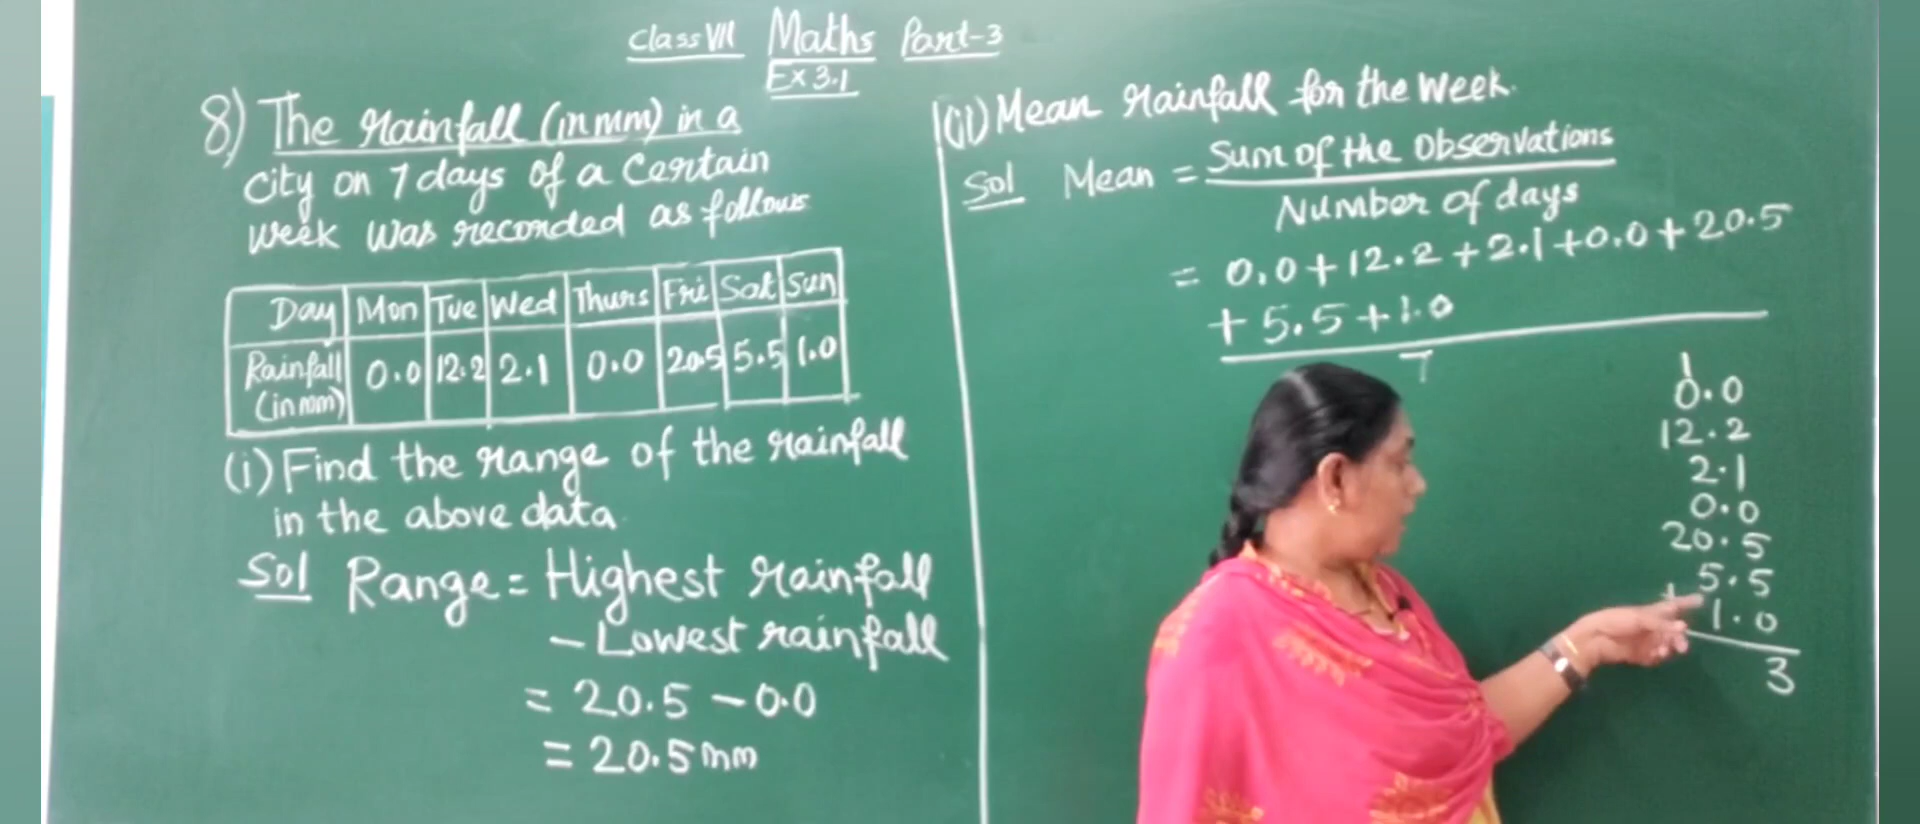 Class VII Maths Part-3
Ex 3.1
8) The rainfall (in mm) in a
city on 7 days of a certain
week was recorded as follows
Day Mon Tue Wed Thurs Fri Sat Sun
Rainfall (in mm) 0.0 12.2 2.1 0.0 20.5 5.5 1.0
(i) Find the range of the rainfall
in the above data.
Sol Range = Highest rainfall
- Lowest rainfall
= 20.5 - 0.0
= 20.5 mm
(ii) Mean rainfall for the week.
Sol Mean = Sum of the observations
Number of days
= 0.0 + 12.2 + 2.1 + 0.0 + 20.5
+ 5.5 + 1.0
7
1
0.0
12.2
2.1
0.0
20.5
5.5
+ 1.0
3